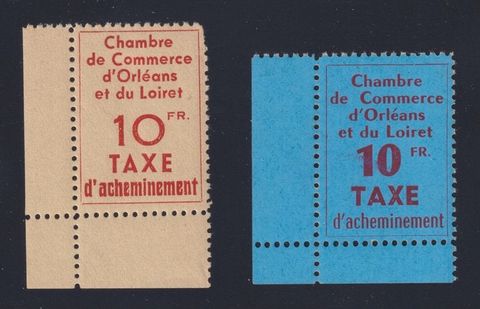 Chambre
de Commerce
d'Orléans
et du Loiret
10 FR.
TAXE
d'acheminement
Chambre
de Commerce
d'Orléans
et du Loiret
10 FR.
TAXE
d'acheminement